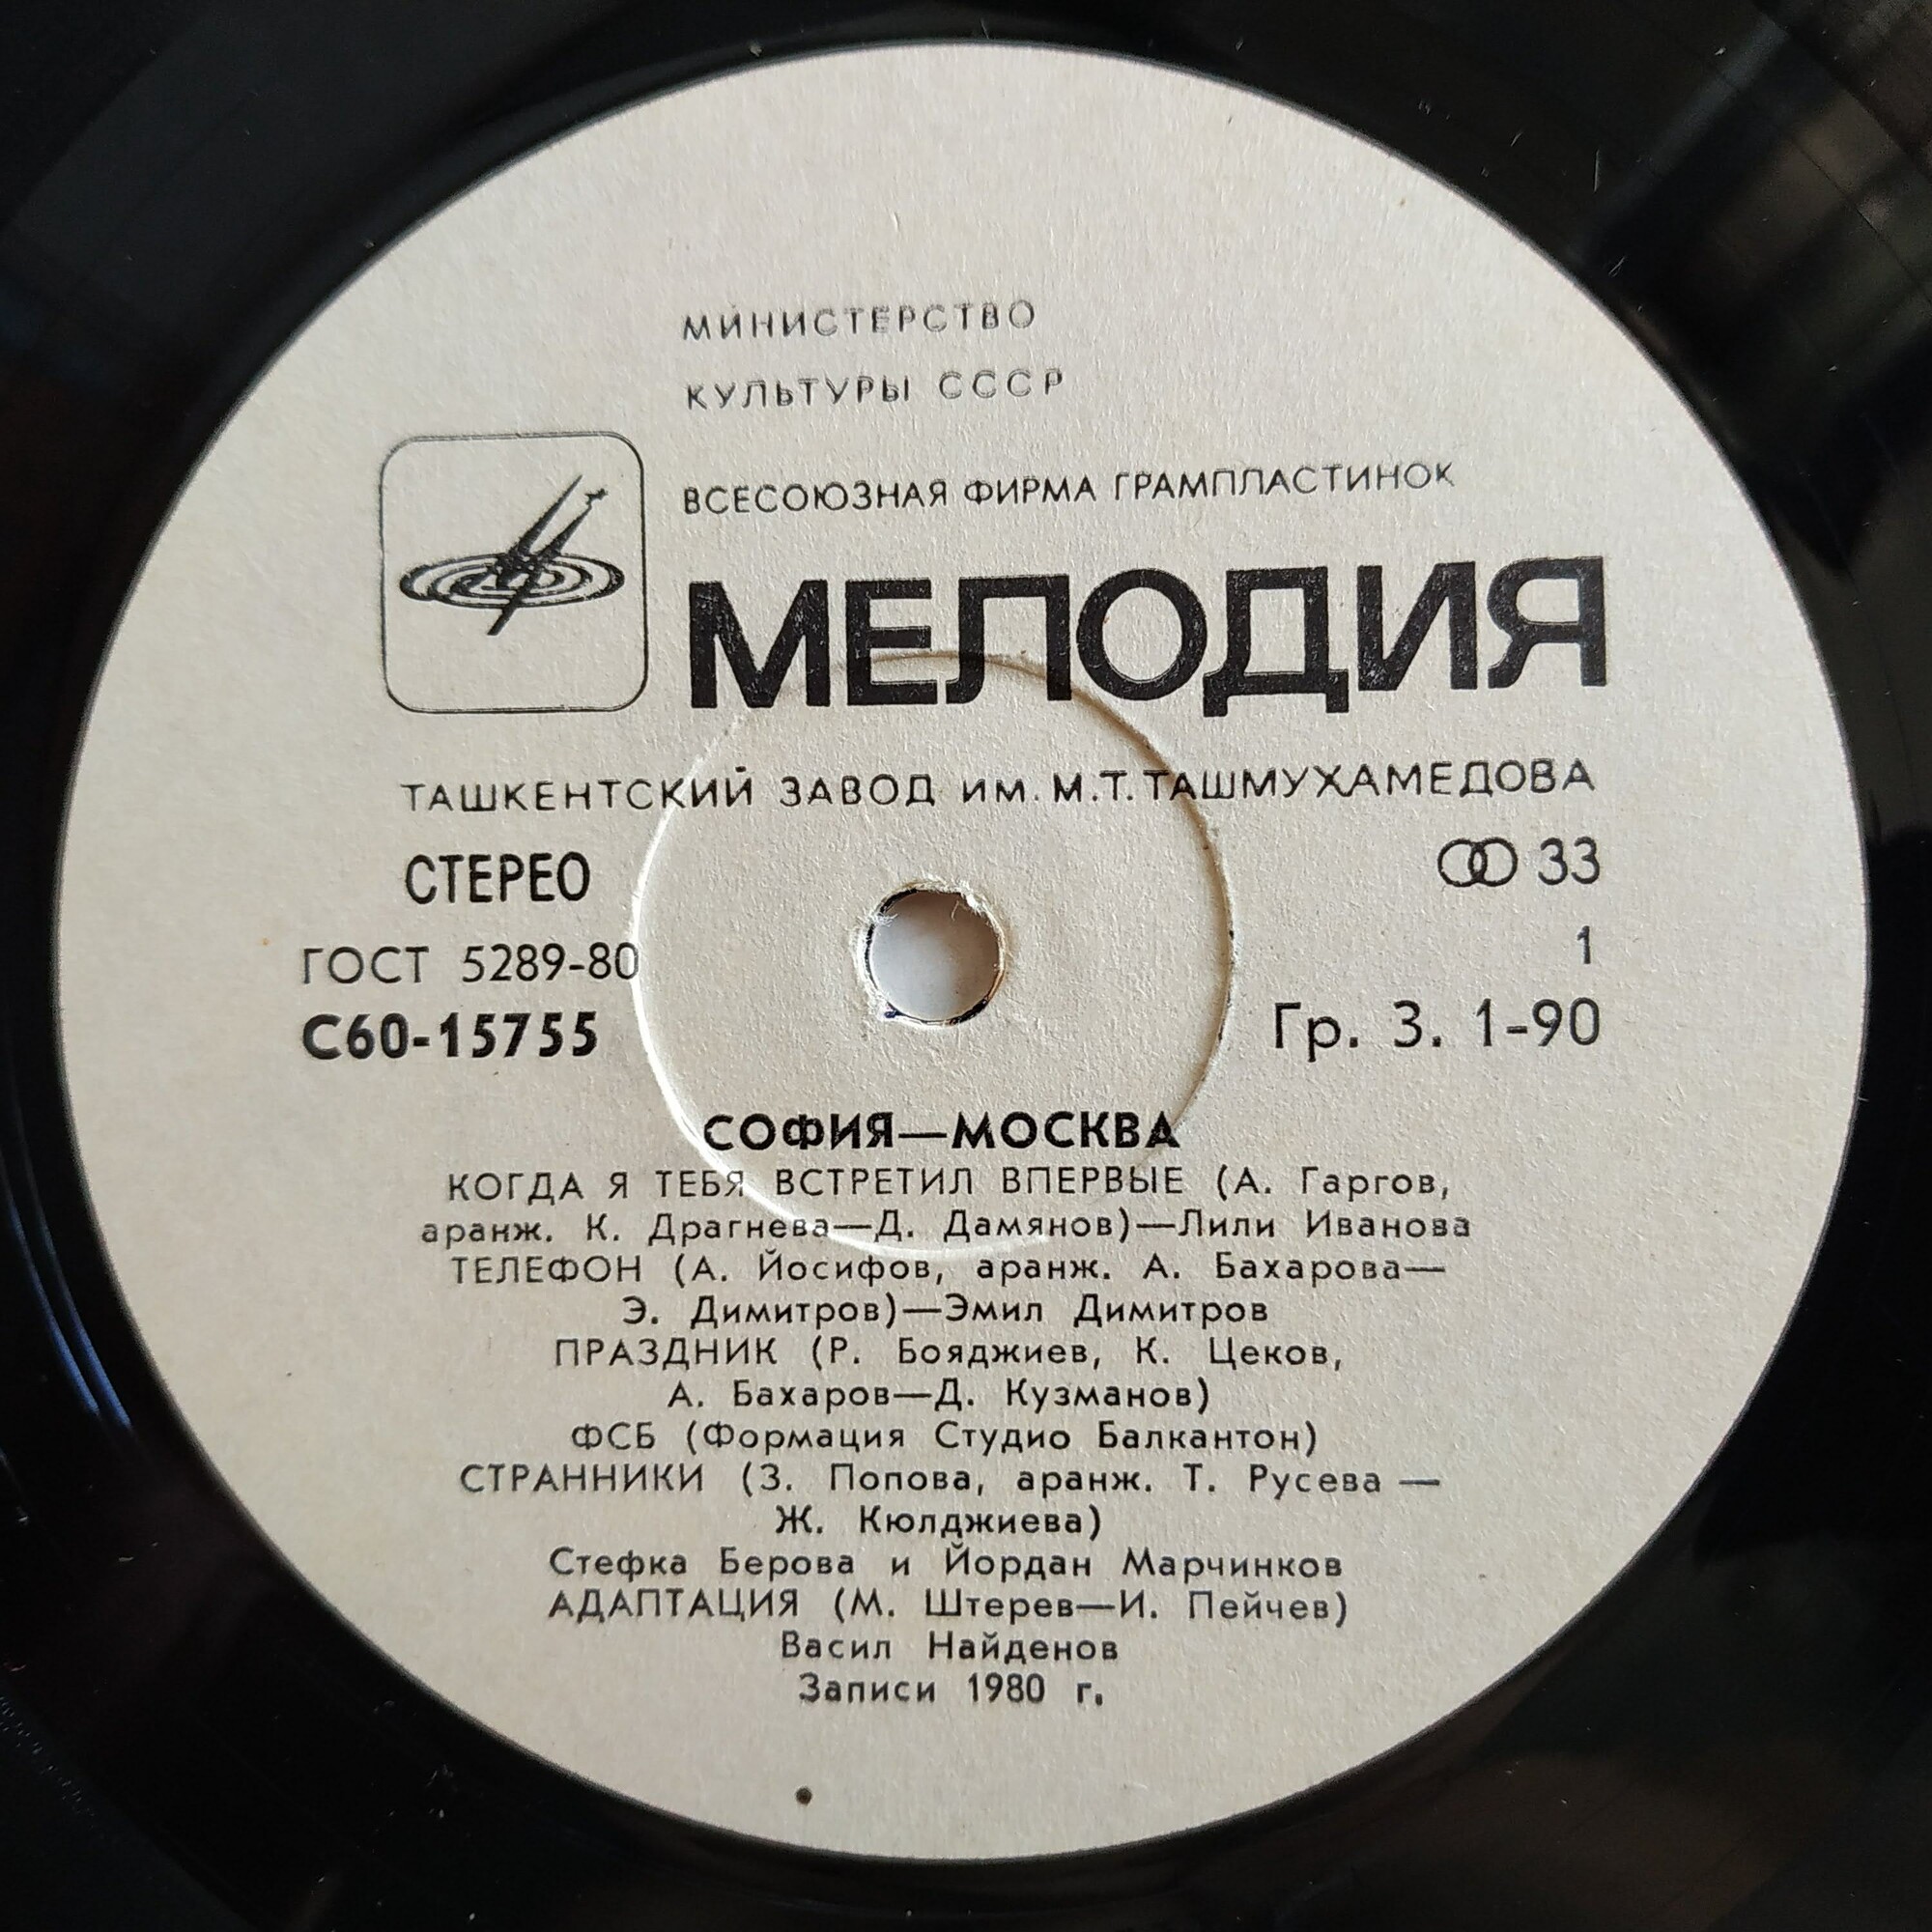 МИНИСТЕРСТВО
КУЛЬТУРЫ СССР
ВСЕСОЮЗНАЯ ФИРМА ГРАМПЛАСТИНОК
МЕЛОДИЯ
ТАШКЕНТСКИЙ ЗАВОД ИМ. М.Т. ТАШМУХАМЕДОВА
СТЕРЕО
33
ГОСТ 5289-80
1
С60-15755
Гр. 3. 1-90
СОФИЯ—МОСКВА
КОГДА Я ТЕБЯ ВСТРЕТИЛ ВПЕРВЫЕ (А. Гаргов,
аранж. К. Драгнева—Д. Дамянов)—Лили Иванова
ТЕЛЕФОН (А. Йосифов, аранж. А. Бахарова—
Э. Димитров)—Эмил Димитров
ПРАЗДНИК (Р. Бояджиев, К. Цеков,
А. Бахаров—Д. Кузманов)
ФСБ (Формация Студио Балкантон)
СТРАННИКИ (З. Попова, аранж. Т. Русева —
Ж. Кюлджиева)
Стефка Берова и Йордан Марчинков
АДАПТАЦИЯ (М. Штерев—И. Пейчев)
Васил Найденов
Записи 1980 г.